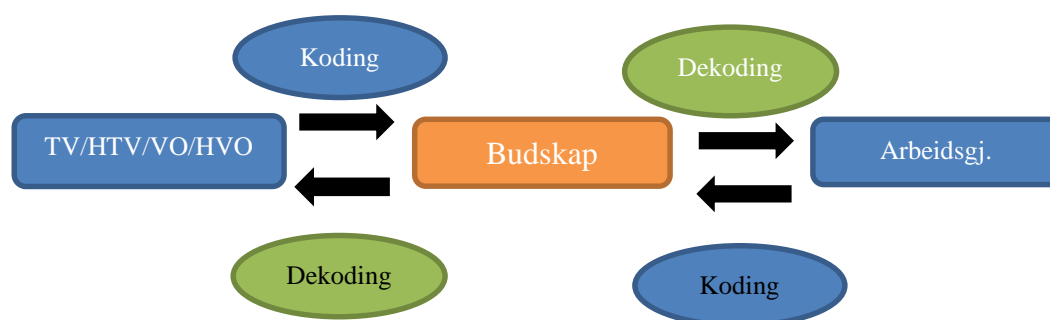 Koding
Dekoding
TV/HTV/VO/HVO
Budskap
Arbeidsgj.
Dekoding
Koding